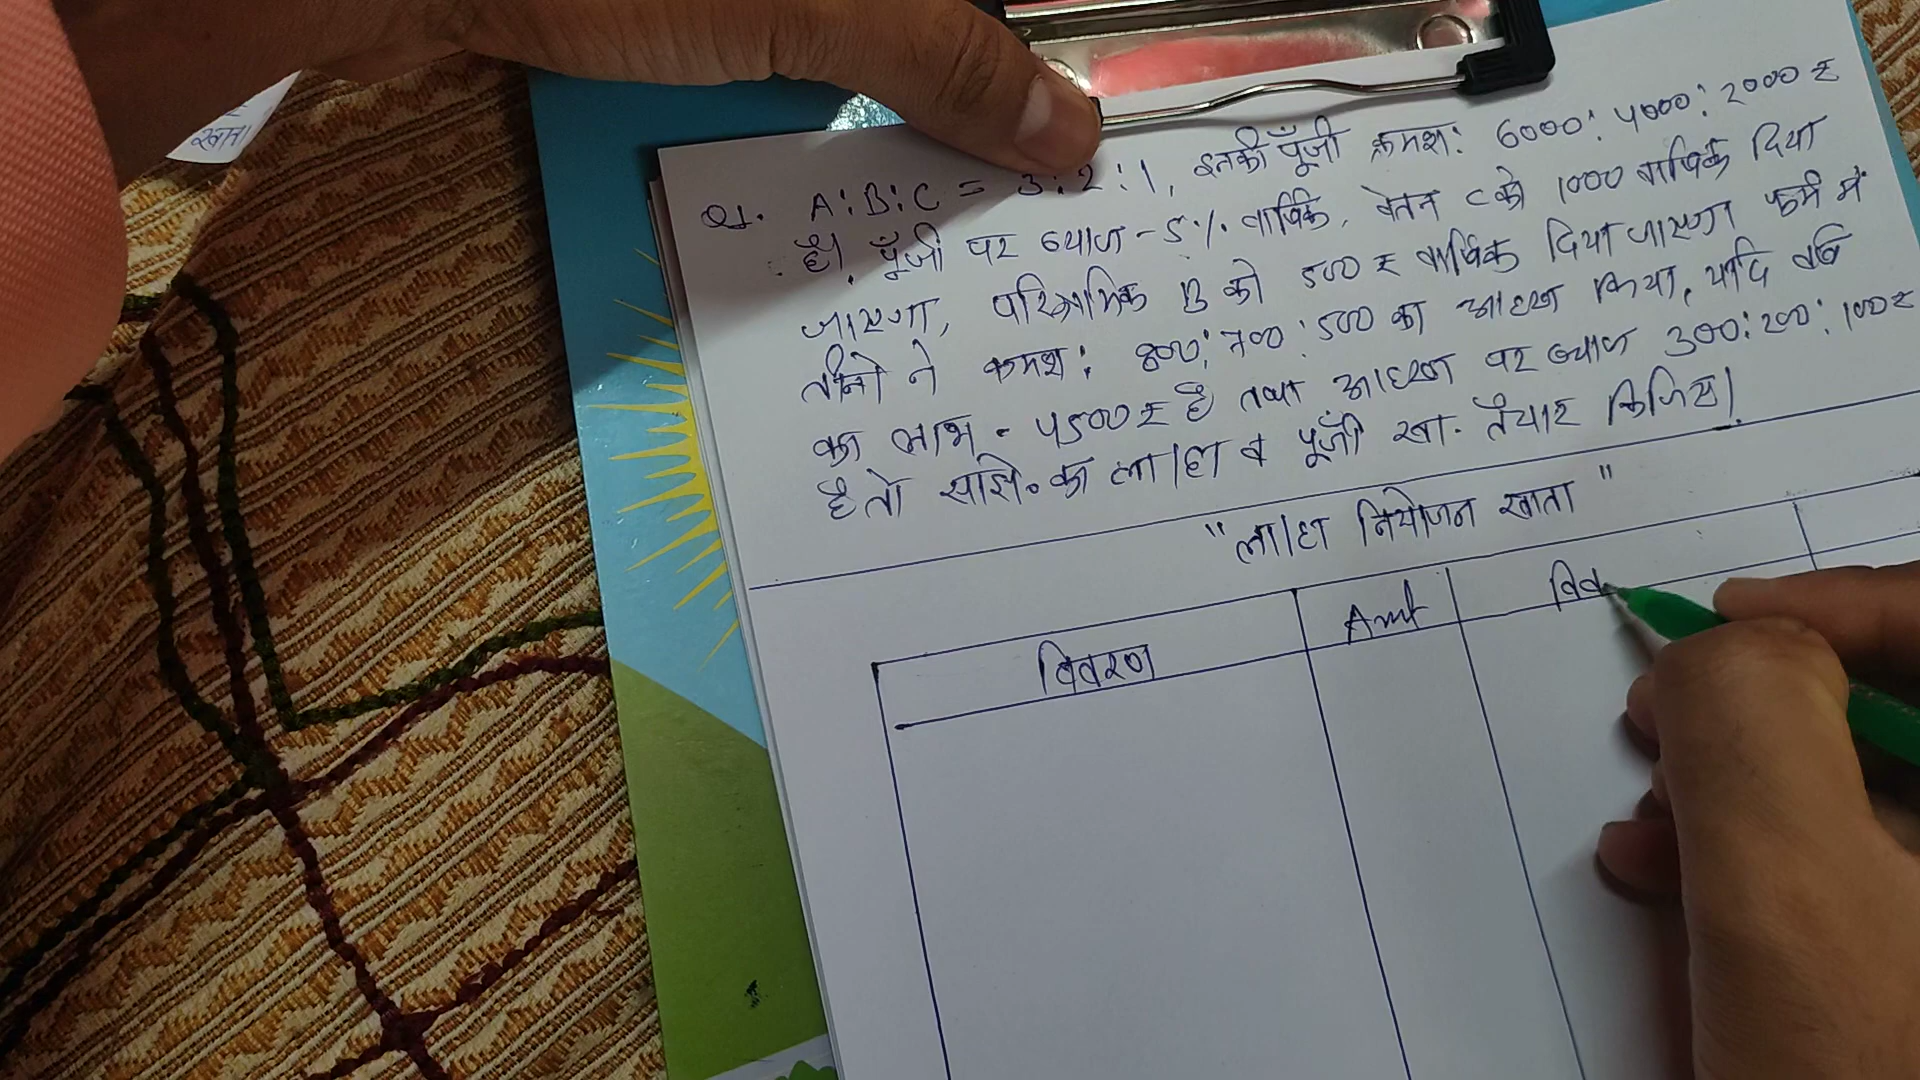 खाता
Q1. A:B:C = 3:2:1, इनकी पूँजी क्रमश: 6000: 4000: 2000 ₹
है। पूँजी पर ब्याज - 5% वार्षिक, वेतन C को 1000 वार्षिक दिया
जाएगा, परिश्रामिक B को 500 ₹ वार्षिक दिया जाएगा फर्म में
तीनो ने क्रमश: 800: 700: 500 का आहरण किया, यदि वर्ष
का लाभ - 4500 ₹ है तथा आहरण पर ब्याज 300: 200: 100 ₹
है तो साझे० का ला/हा व पूँजी खा. तैयार किजिए।
"ला/हा नियोजन खाता"
विवरण Amt विव